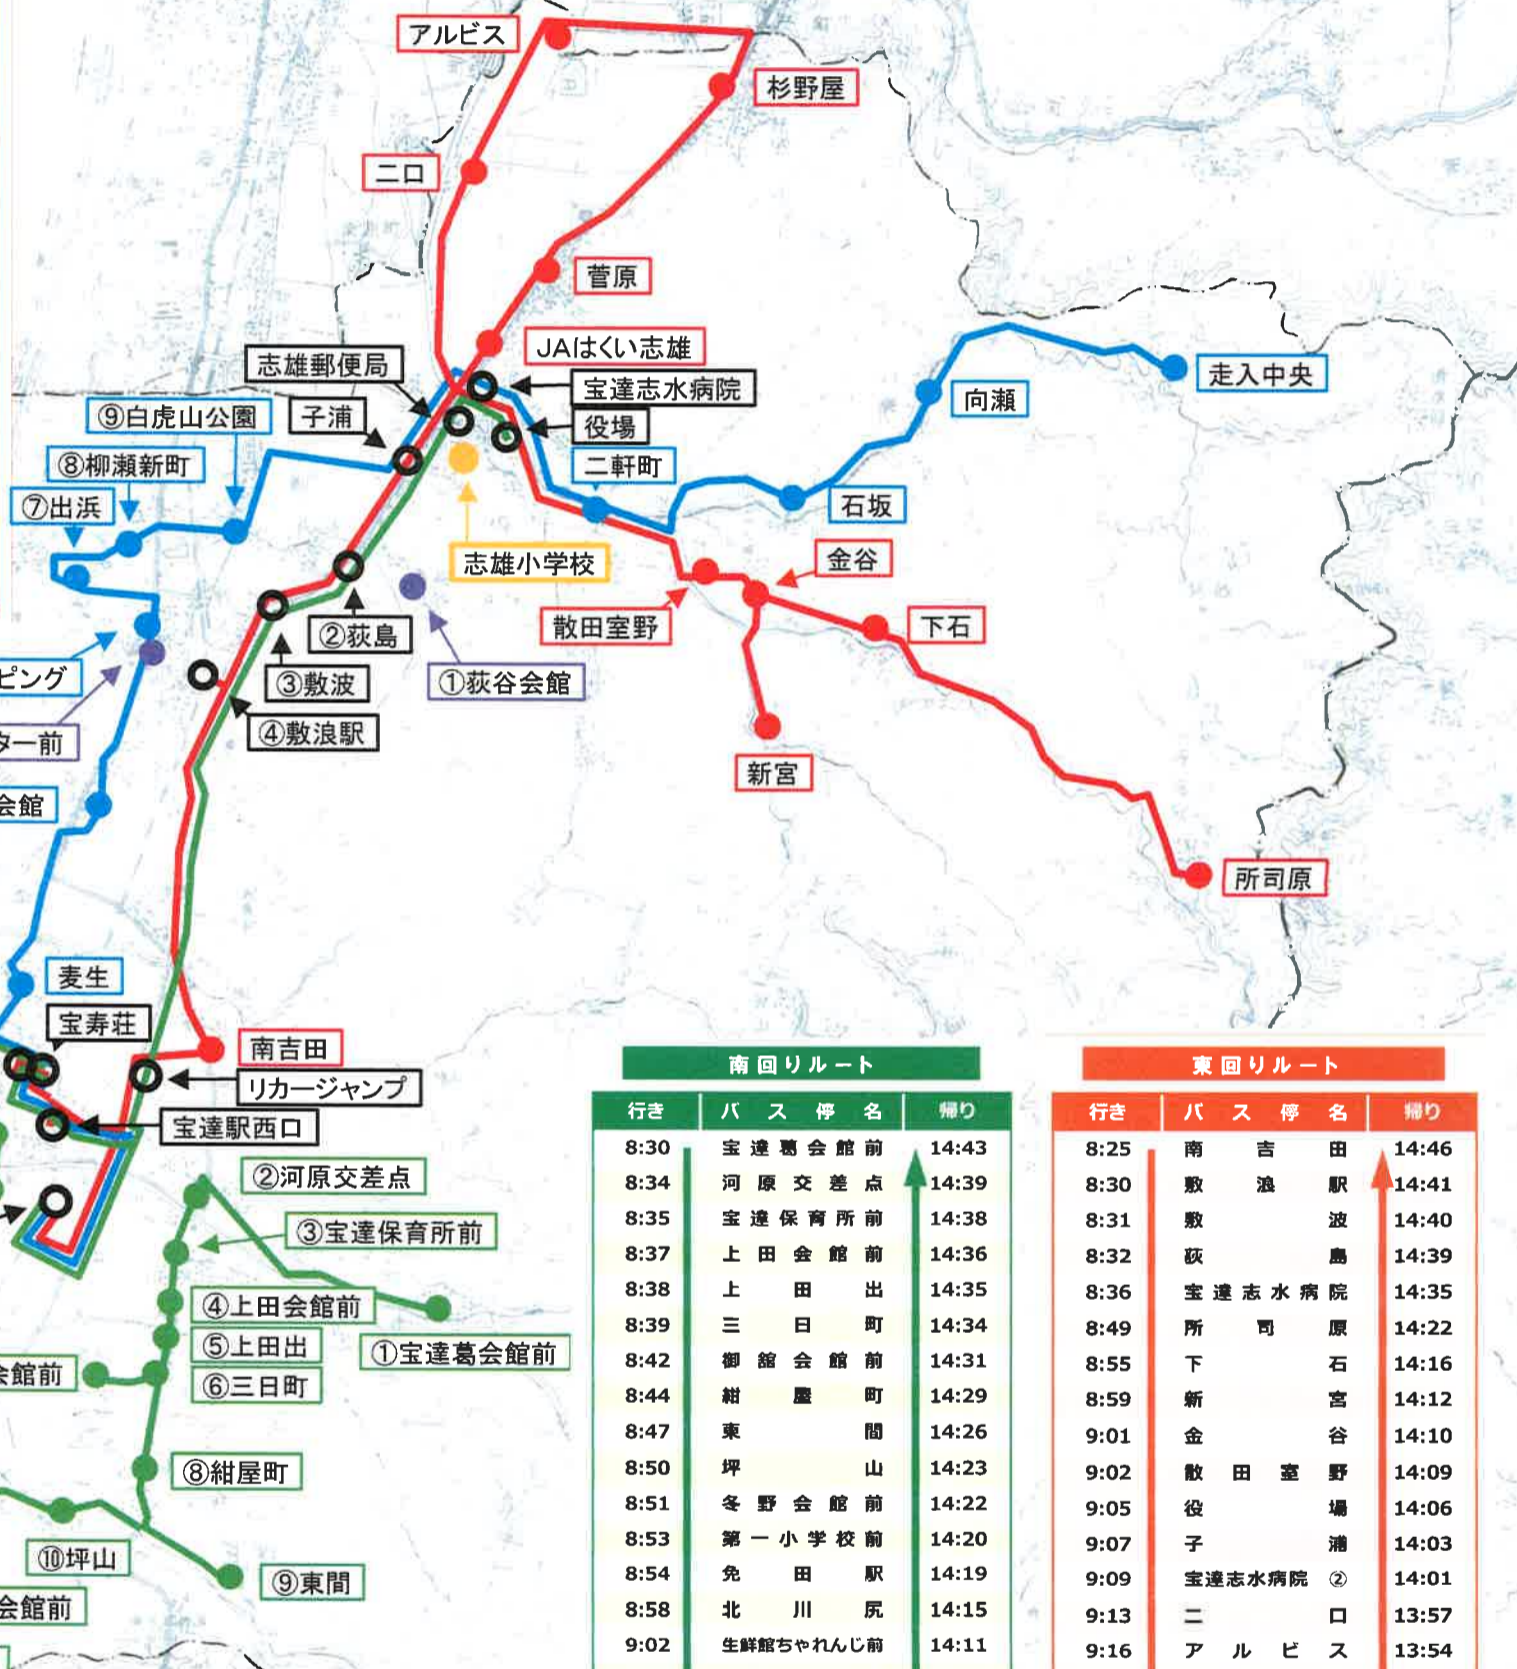 アルビス
杉野屋
二口
菅原
JAはくい志雄
志雄郵便局
宝達志水病院
走入中央
向瀬
⑨白虎山公園
子浦
役場
⑧柳瀬新町
二軒町
⑦出浜
石坂
志雄小学校
金谷
散田室野
下石
②荻島
ピング
③敷波
①荻谷会館
ター前
④敷浪駅
新宮
会館
所司原
麦生
宝寿荘
南吉田
リカージャンプ
宝達駅西口
②河原交差点
③宝達保育所前
④上田会館前
⑤上田出
①宝達葛会館前
会館前
⑥三日町
⑧紺屋町
⑩坪山
⑨東間
会館前
南回りルート
行き バス停名 帰り
8:30 宝達葛会館前 14:43
8:34 河原交差点 14:39
8:35 宝達保育所前 14:38
8:37 上田会館前 14:36
8:38 上田出 14:35
8:39 三日町 14:34
8:42 御舘会館前 14:31
8:44 紺屋町 14:29
8:47 東間 14:26
8:50 坪山 14:23
8:51 冬野会館前 14:22
8:53 第一小学校前 14:20
8:54 免田駅 14:19
8:58 北川尻 14:15
9:02 生鮮館ちゃれんじ前 14:11
東回りルート
行き バス停名 帰り
8:25 南吉田 14:46
8:30 敷浪駅 14:41
8:31 敷波 14:40
8:32 荻島 14:39
8:36 宝達志水病院 14:35
8:49 所司原 14:22
8:55 下石 14:16
8:59 新宮 14:12
9:01 金谷 14:10
9:02 散田室野 14:09
9:05 役場 14:06
9:07 子浦 14:03
9:09 宝達志水病院 ② 14:01
9:13 二口 13:57
9:16 アルビス 13:54